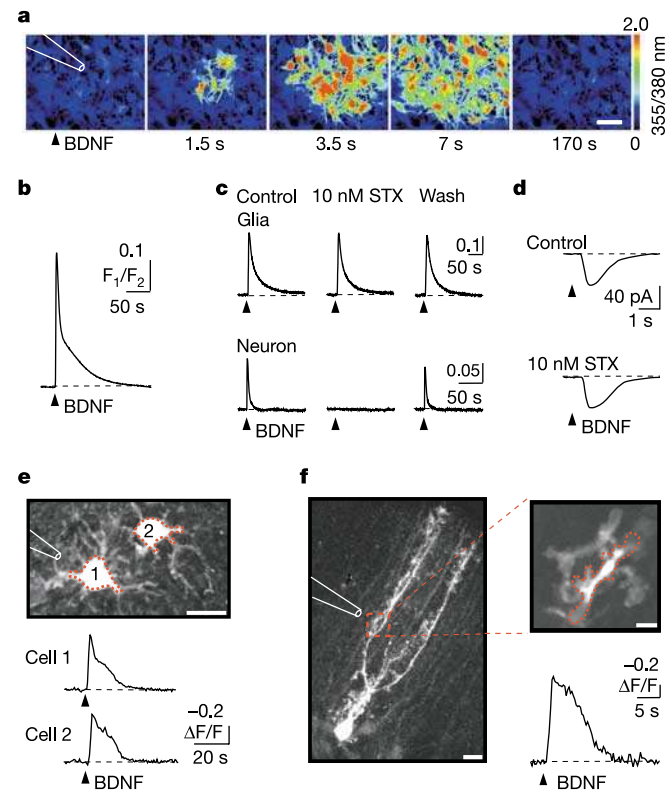 a
2.0
355/380 nm
0
BDNF
1.5 s
3.5 s
7 s
170 s
b
0.1
F1/F2
50 s
BDNF
c
Control
10 nM STX
Wash
Glia
0.1
50 s
Neuron
0.05
50 s
BDNF
d
Control
40 pA
1 s
10 nM STX
BDNF
e
2
1
Cell 1
Cell 2
−0.2
ΔF/F
20 s
BDNF
f
−0.2
ΔF/F
5 s
BDNF